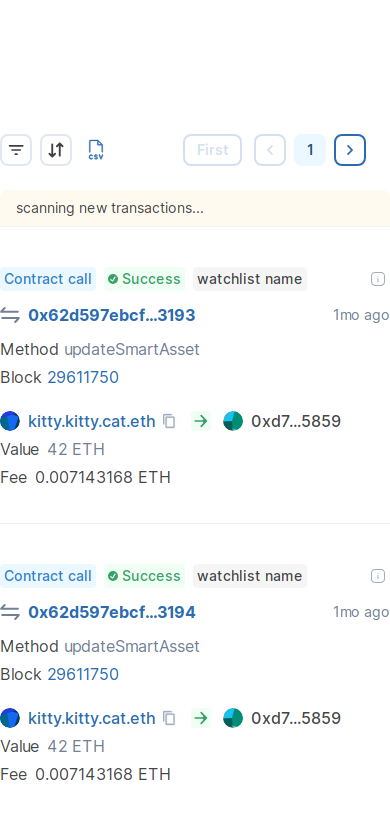 CSV
First
1
scanning new transactions...
Contract call Success watchlist name
0x62d597ebcf...3193 1mo ago
Method updateSmartAsset
Block 29611750
kitty.kitty.cat.eth 0xd7...5859
Value 42 ETH
Fee 0.007143168 ETH
Contract call Success watchlist name
0x62d597ebcf...3194 1mo ago
Method updateSmartAsset
Block 29611750
kitty.kitty.cat.eth 0xd7...5859
Value 42 ETH
Fee 0.007143168 ETH